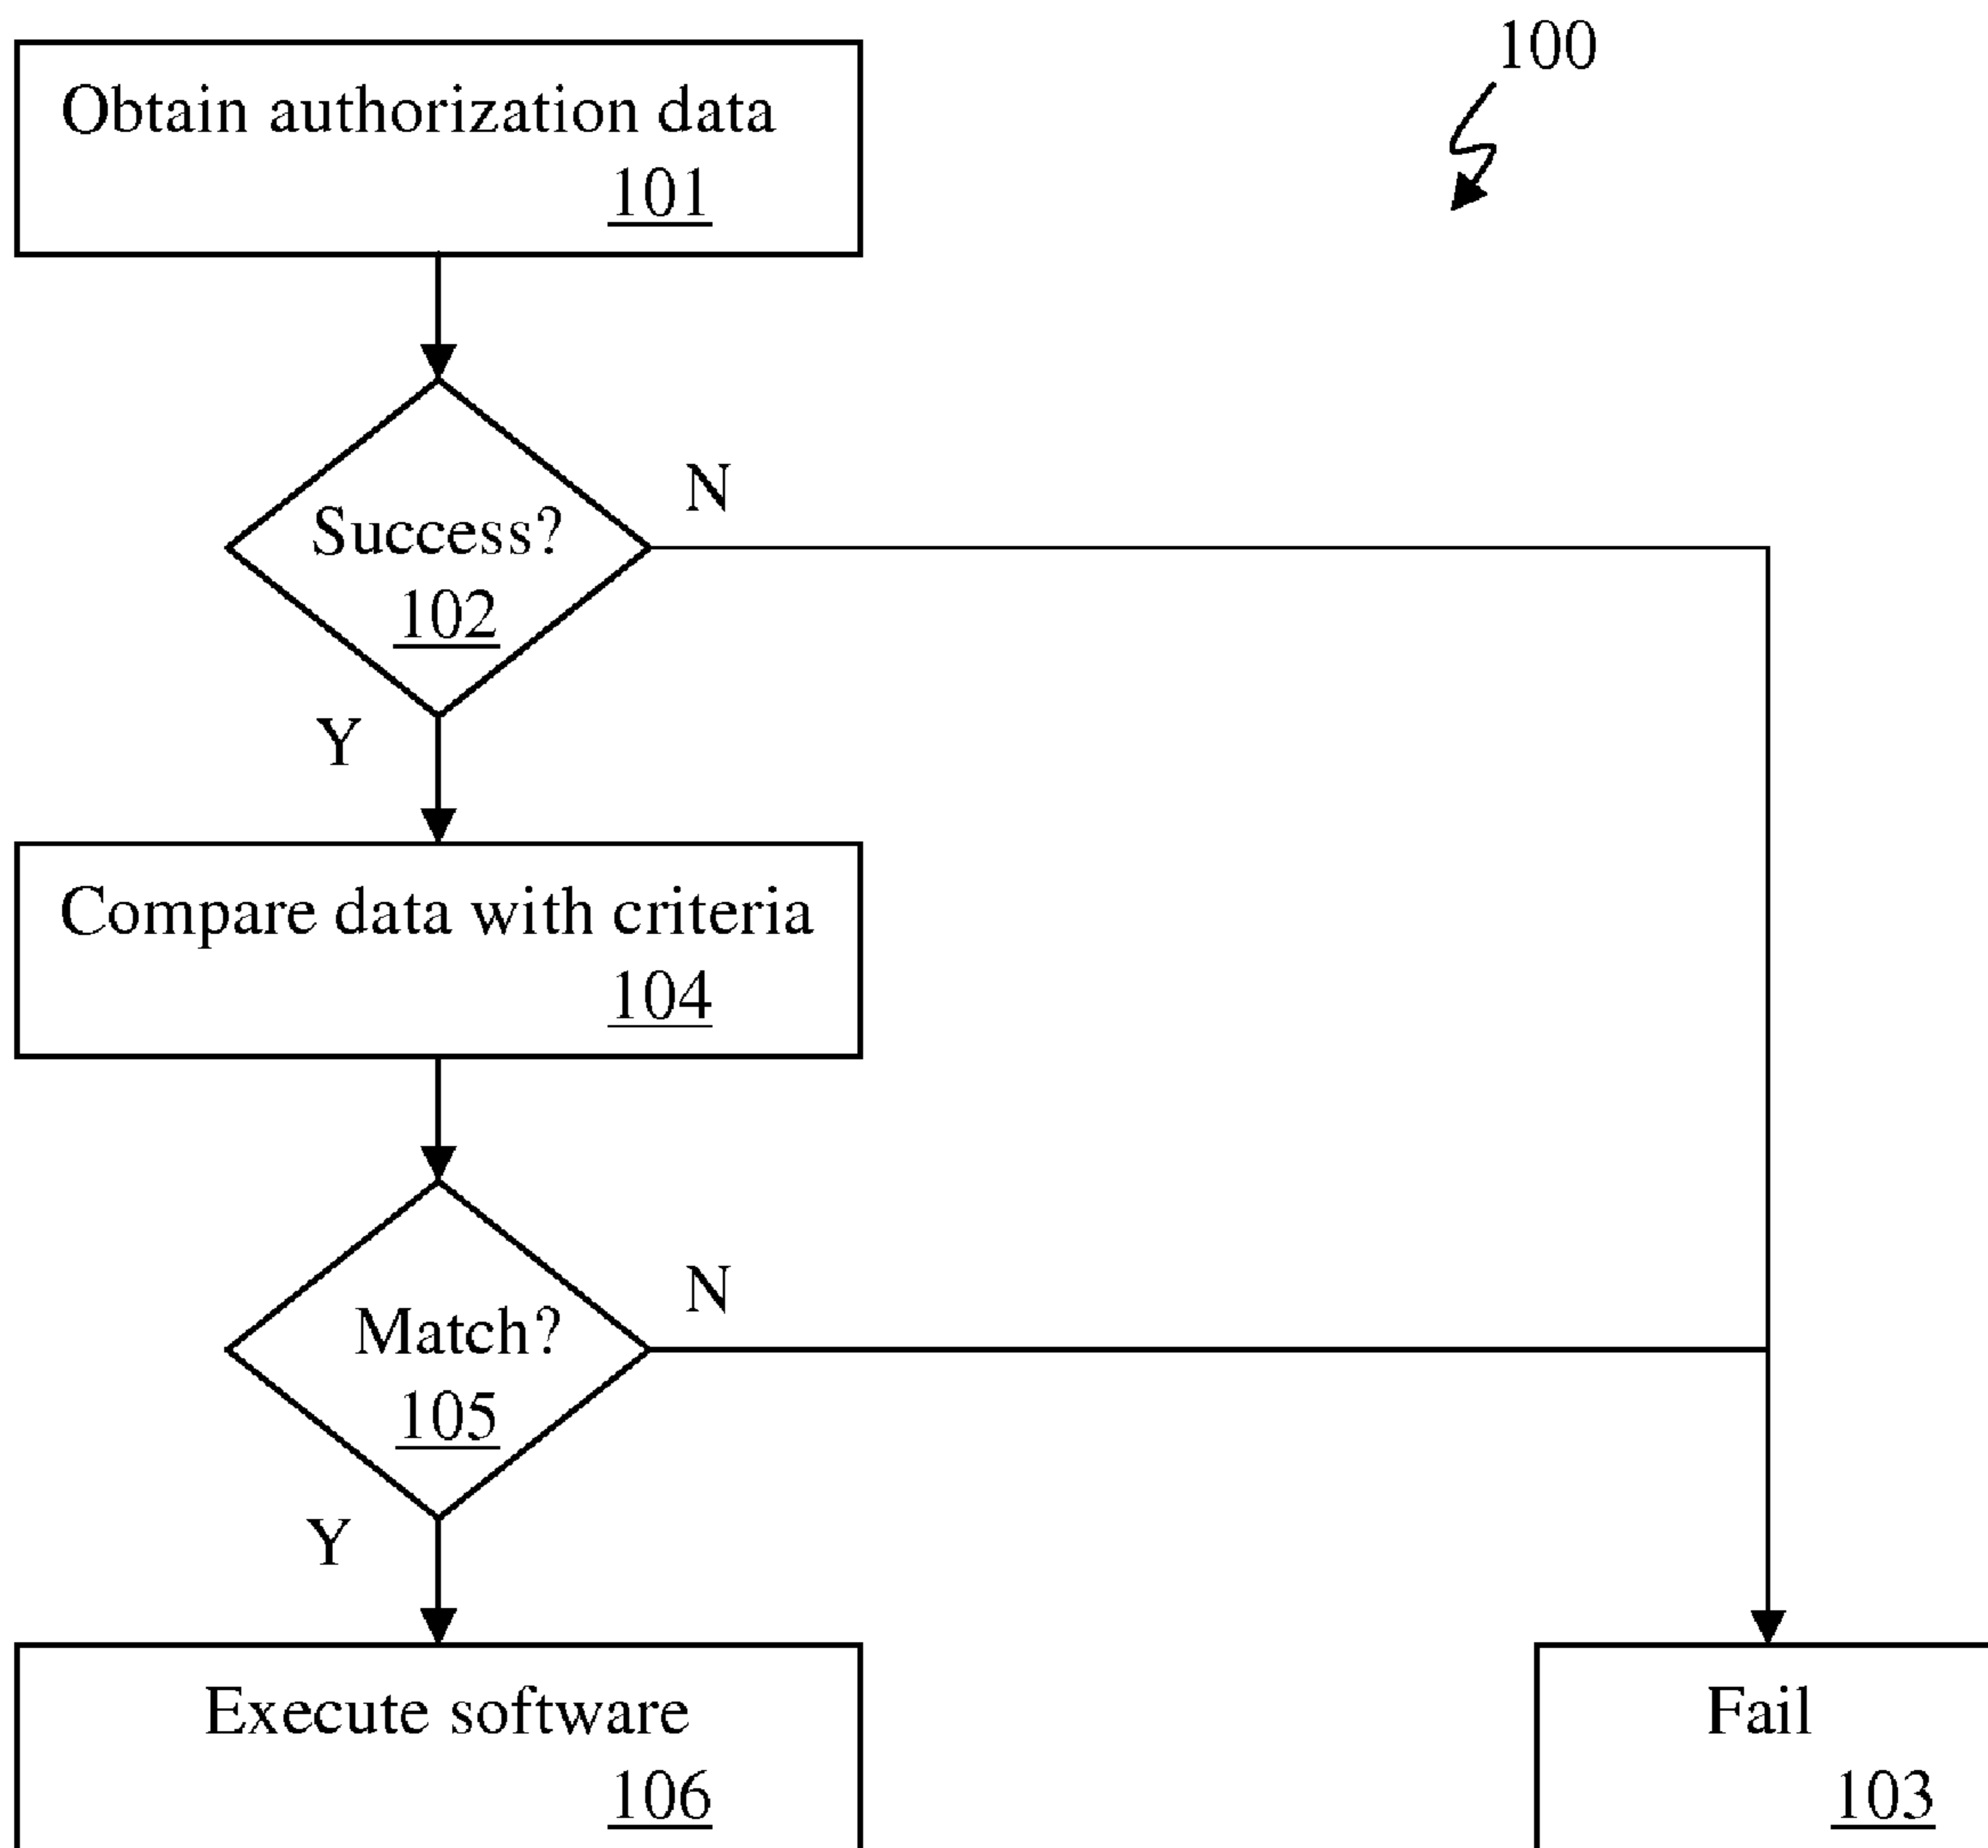 100
Obtain authorization data
101
Success?
102
N
Y
Compare data with criteria
104
Match?
105
N
Y
Execute software
106
Fail
103